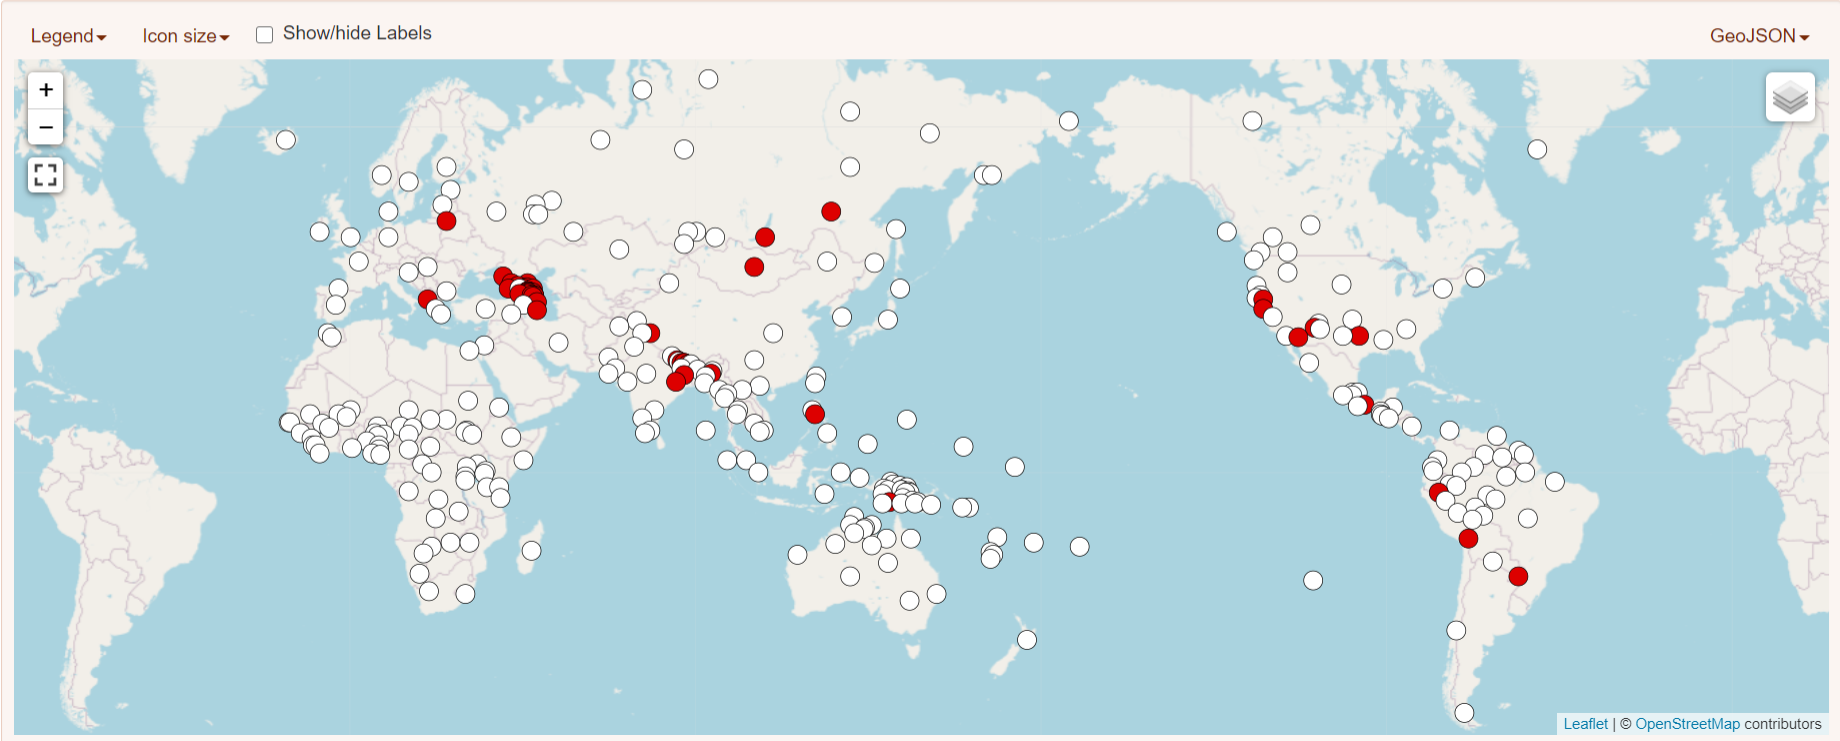 Legend
Icon size
Show/hide Labels
GeoJSON
+
−
Leaflet | © OpenStreetMap contributors